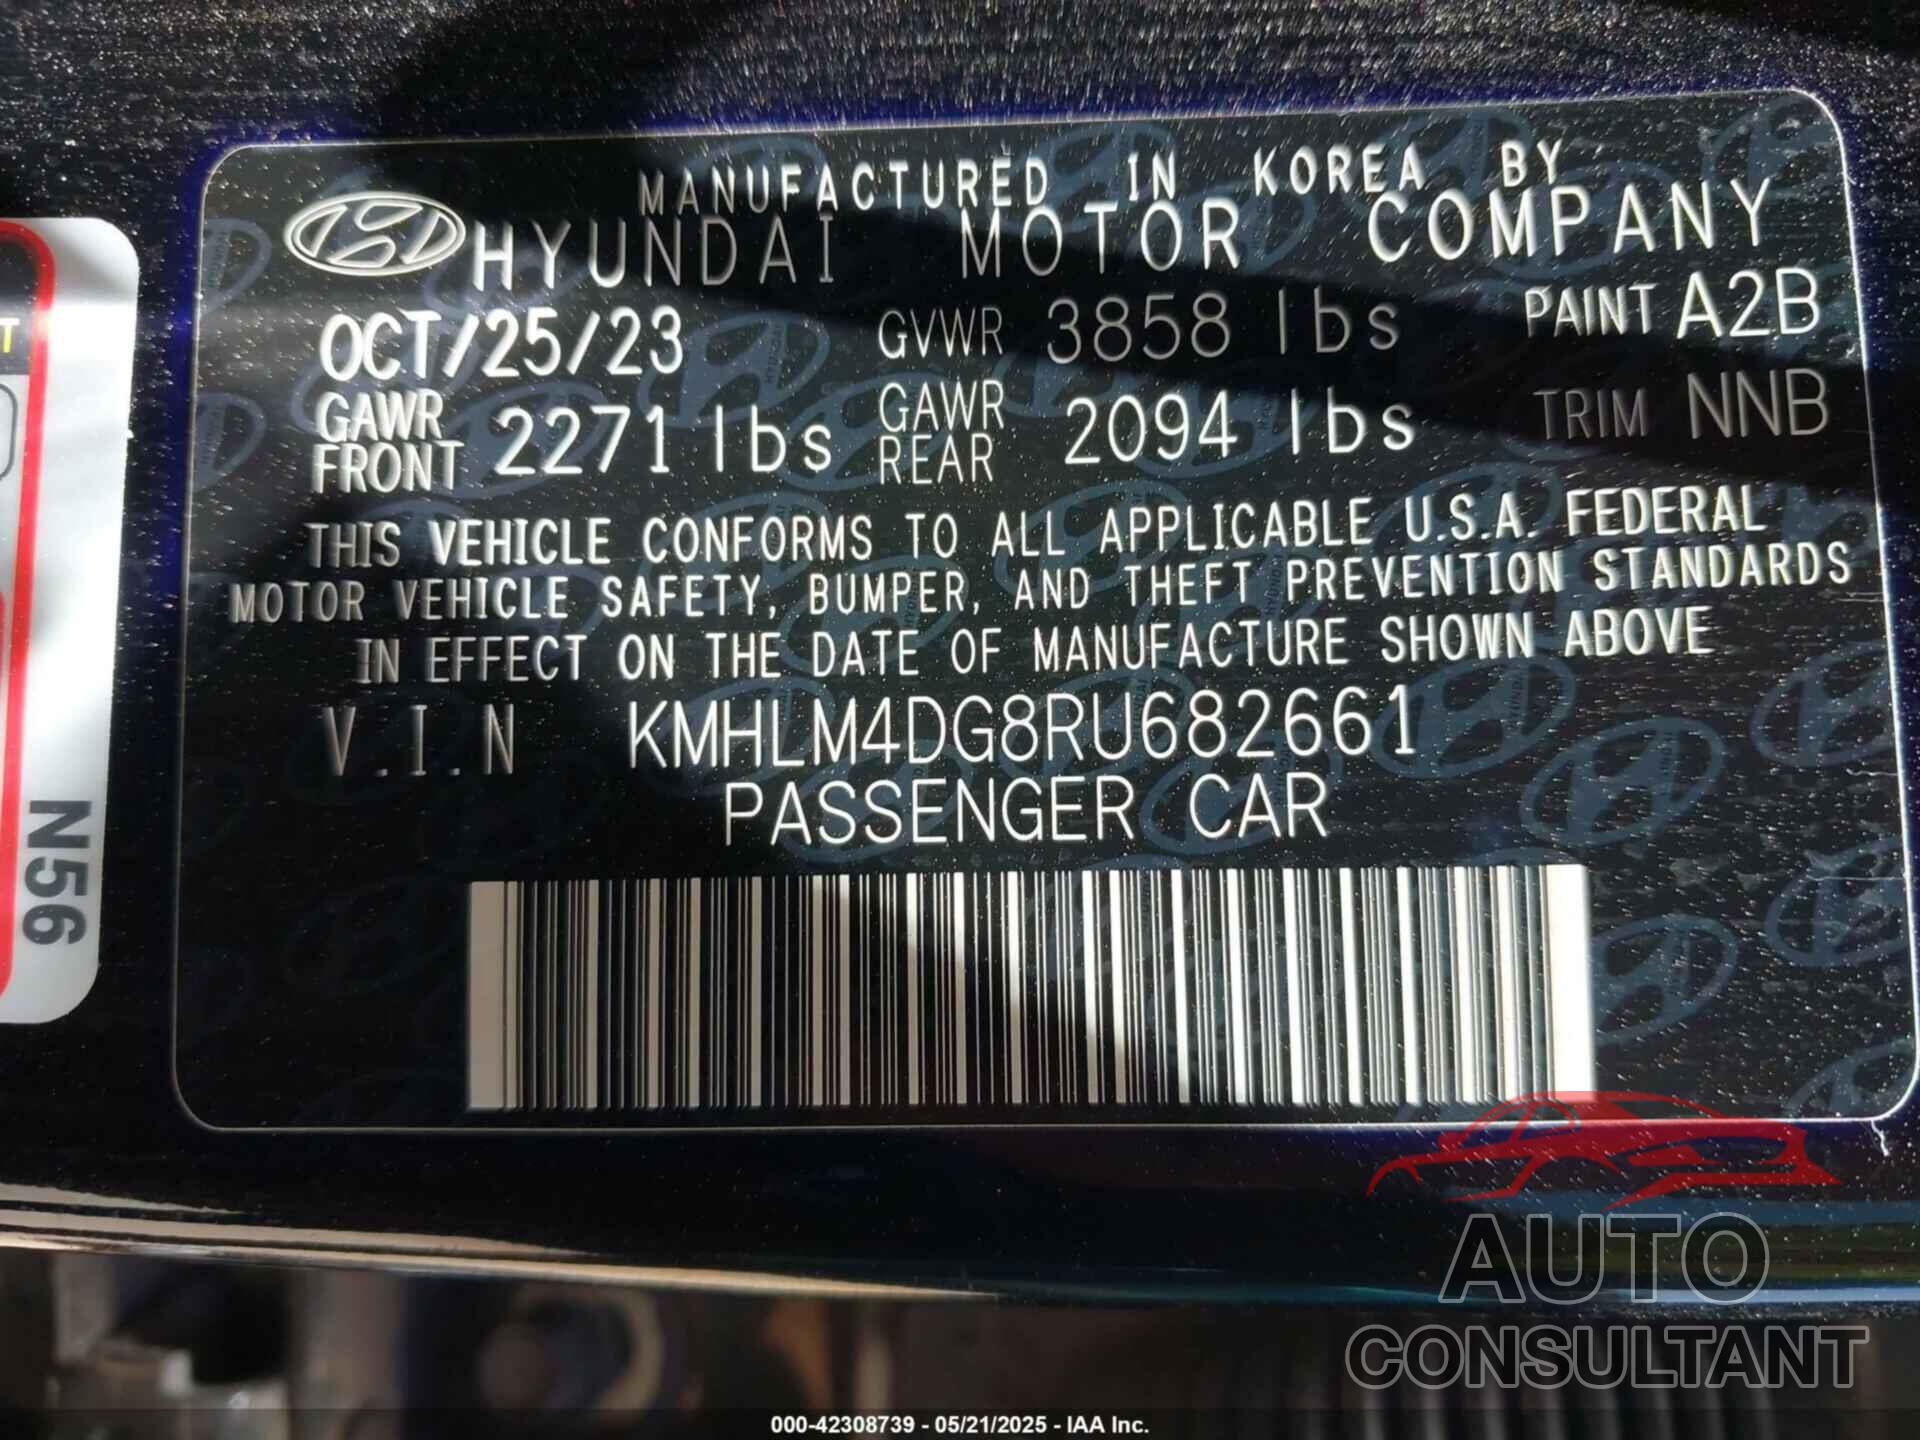 MANUFACTURED IN KOREA BY
HYUNDAI MOTOR COMPANY
OCT/25/23 GVWR 3858 lbs PAINT A2B
GAWR FRONT 2271 lbs GAWR REAR 2094 lbs TRIM NNB
THIS VEHICLE CONFORMS TO ALL APPLICABLE U.S.A. FEDERAL
MOTOR VEHICLE SAFETY, BUMPER, AND THEFT PREVENTION STANDARDS
IN EFFECT ON THE DATE OF MANUFACTURE SHOWN ABOVE
V.I.N KMHLM4DG8RU682661
PASSENGER CAR
N56
AUTO
CONSULTANT
000-42308739 - 05/21/2025 - IAA Inc.